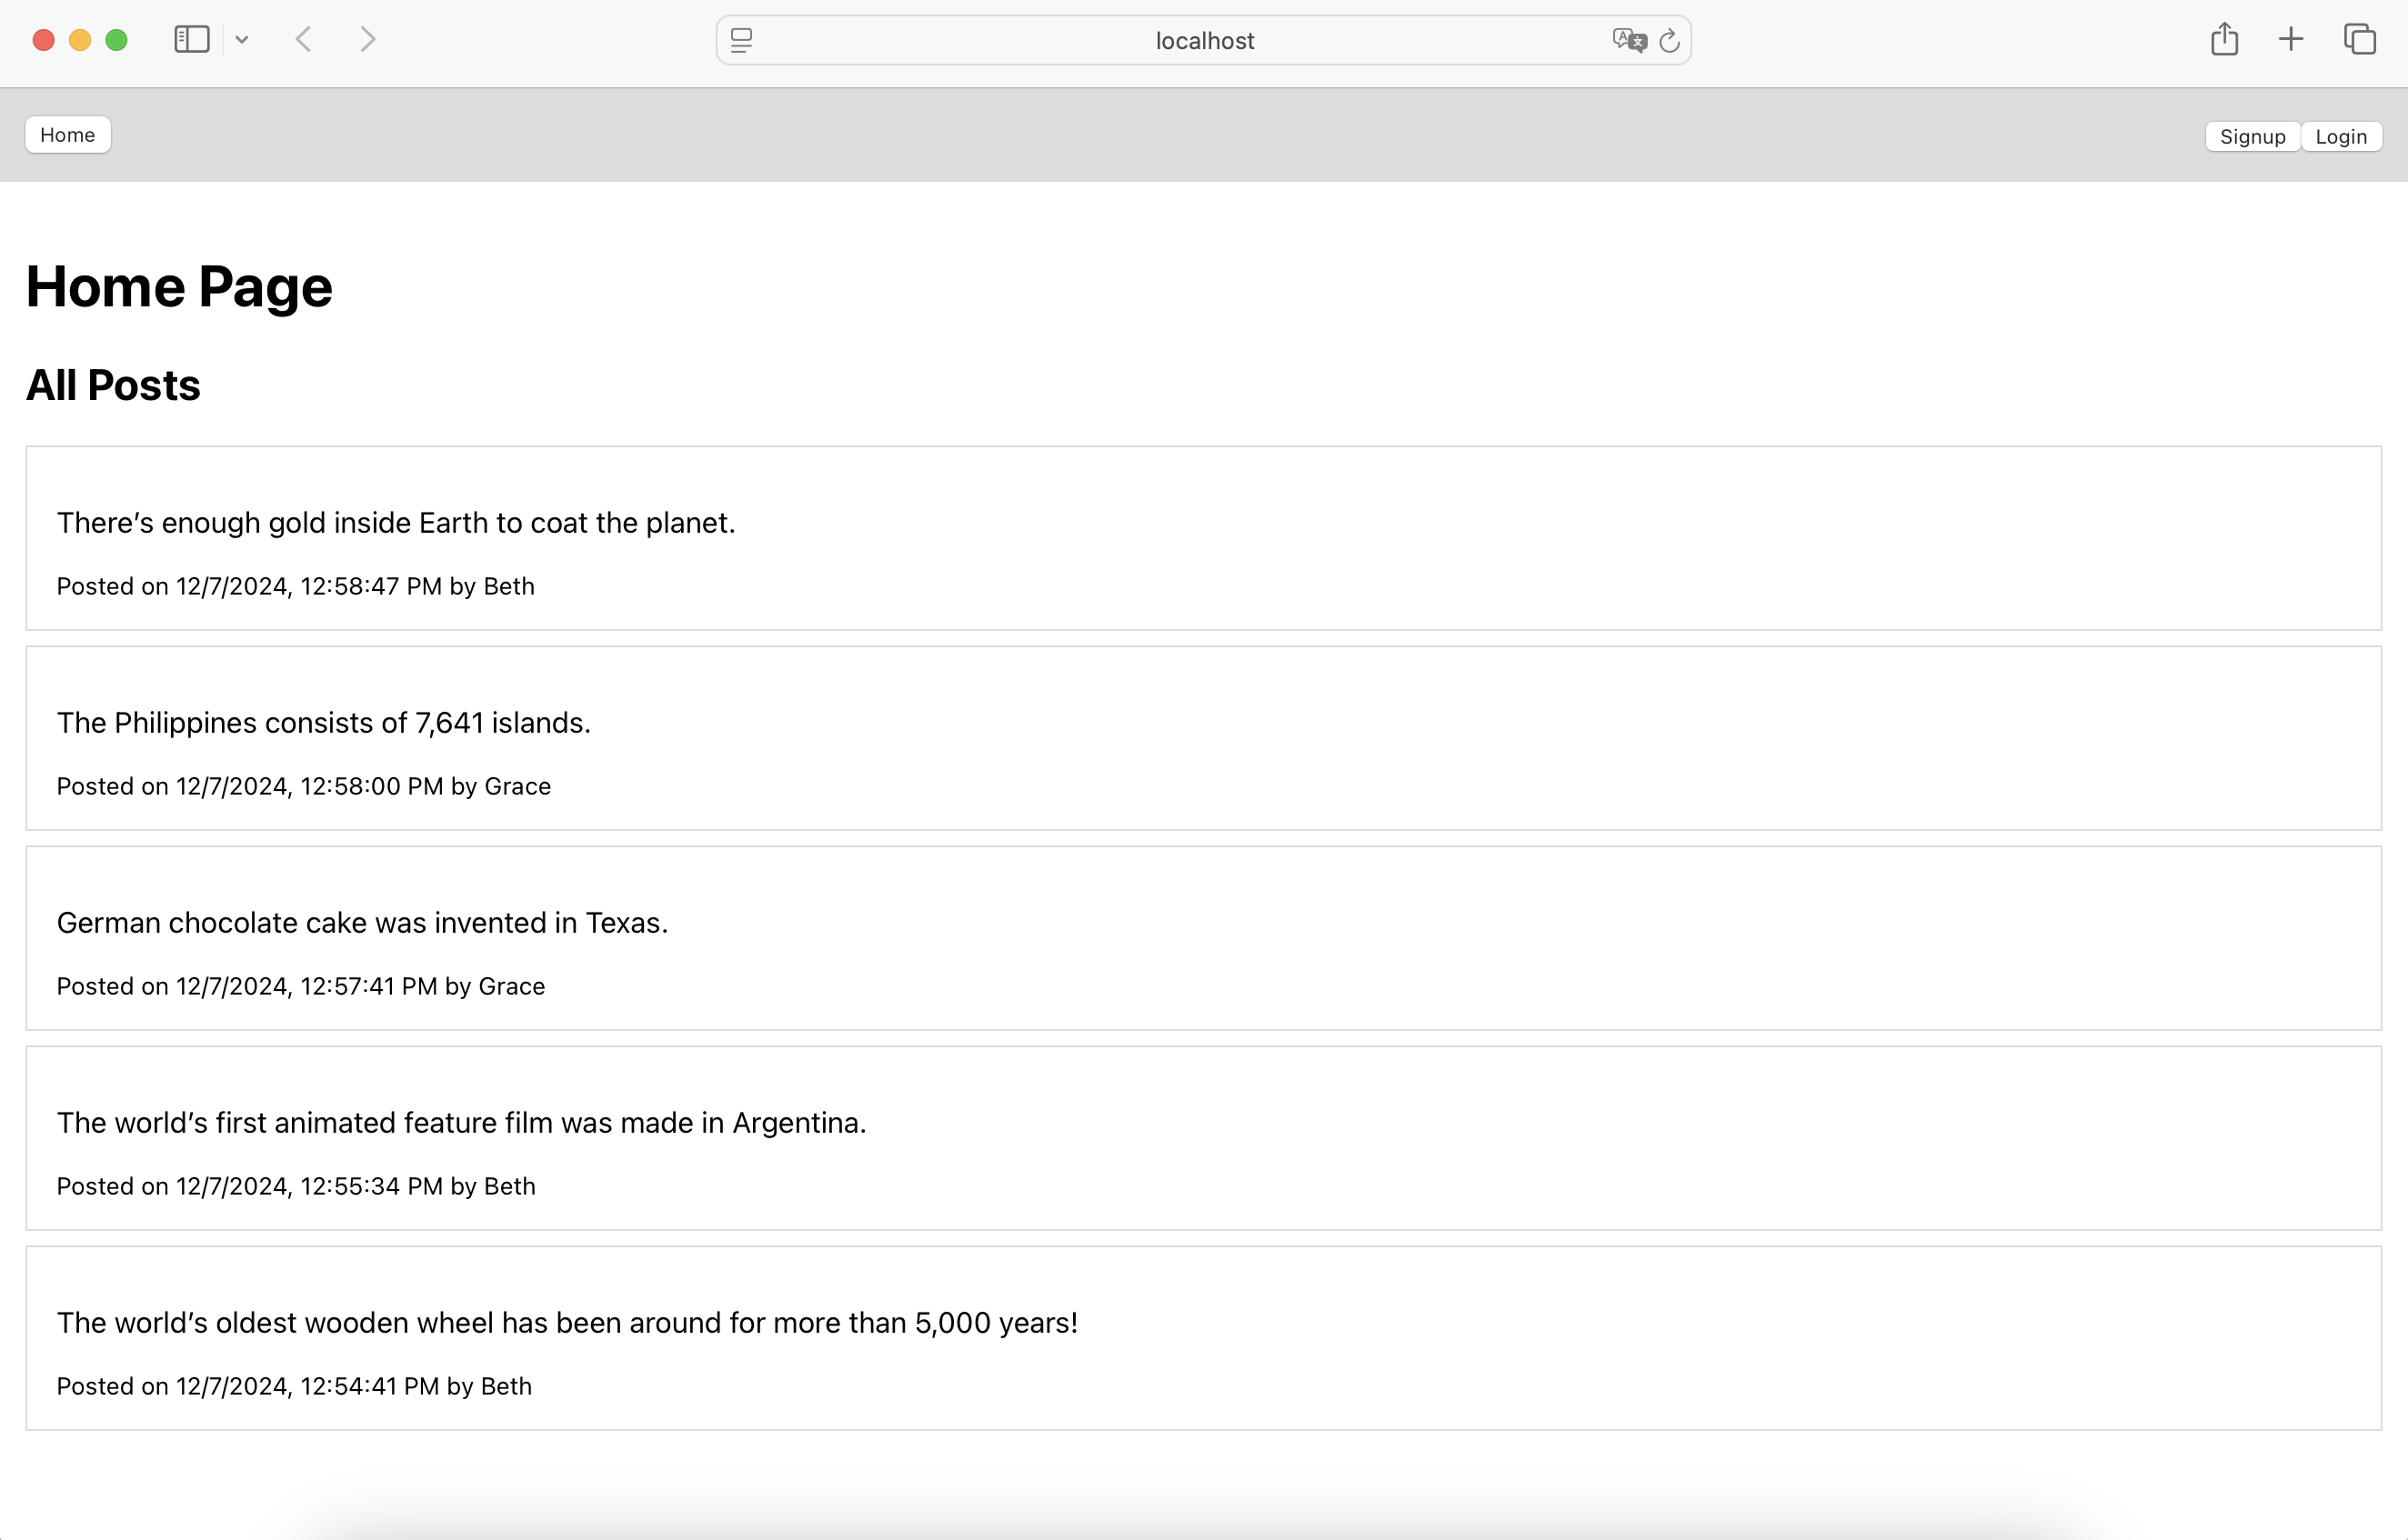 localhost
Home
Signup Login
Home Page
All Posts
There’s enough gold inside Earth to coat the planet.
Posted on 12/7/2024, 12:58:47 PM by Beth
The Philippines consists of 7,641 islands.
Posted on 12/7/2024, 12:58:00 PM by Grace
German chocolate cake was invented in Texas.
Posted on 12/7/2024, 12:57:41 PM by Grace
The world’s first animated feature film was made in Argentina.
Posted on 12/7/2024, 12:55:34 PM by Beth
The world’s oldest wooden wheel has been around for more than 5,000 years!
Posted on 12/7/2024, 12:54:41 PM by Beth